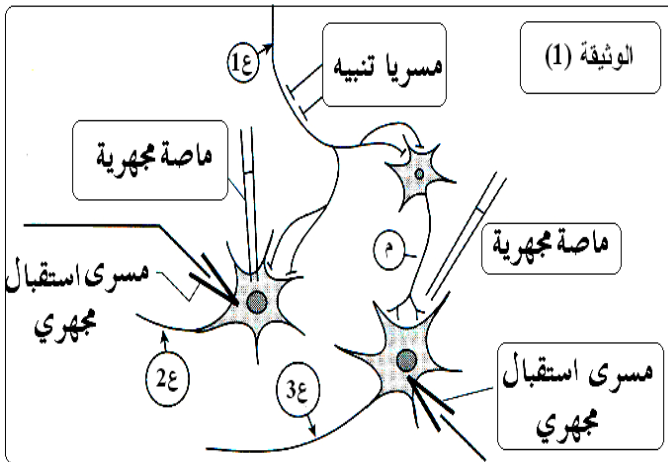 الوثيقة (1)
مسريا تنبيه
ع1
ماصة مجهرية
ماصة مجهرية
م
مسرى استقبال
مجهري
ع2
ع3
مسرى استقبال
مجهري